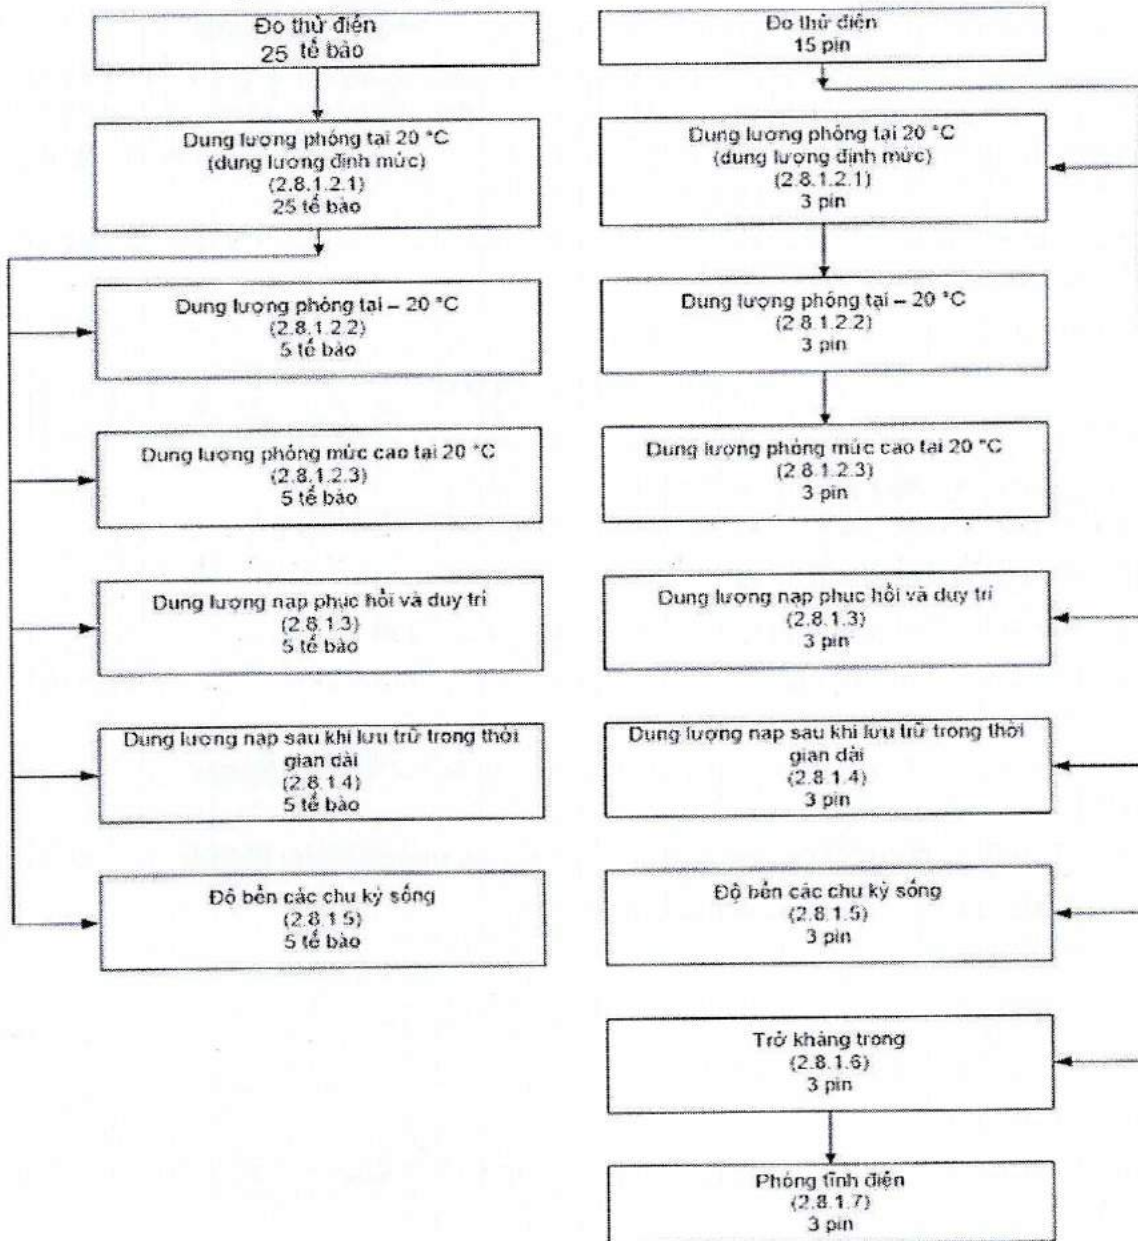 Đo thử điện
25 tế bào
Dung lượng phóng tại 20 °C
(dung lượng định mức)
(2.8.1.2.1)
25 tế bào
Dung lượng phóng tại – 20 °C
(2.8.1.2.2)
5 tế bào
Dung lượng phóng mức cao tại 20 °C
(2.8.1.2.3)
5 tế bào
Dung lượng nạp phục hồi và duy trì
(2.8.1.3)
5 tế bào
Dung lượng nạp sau khi lưu trữ trong thời
gian dài
(2.8.1.4)
5 tế bào
Độ bền các chu kỳ sống
(2.8.1.5)
5 tế bào
Đo thử điện
15 pin
Dung lượng phóng tại 20 °C
(dung lượng định mức)
(2.8.1.2.1)
3 pin
Dung lượng phóng tại – 20 °C
(2.8.1.2.2)
3 pin
Dung lượng phóng mức cao tại 20 °C
(2.8.1.2.3)
3 pin
Dung lượng nạp phục hồi và duy trì
(2.8.1.3)
3 pin
Dung lượng nạp sau khi lưu trữ trong thời
gian dài
(2.8.1.4)
3 pin
Độ bền các chu kỳ sống
(2.8.1.5)
3 pin
Trở kháng trong
(2.8.1.6)
3 pin
Phóng tĩnh điện
(2.8.1.7)
3 pin